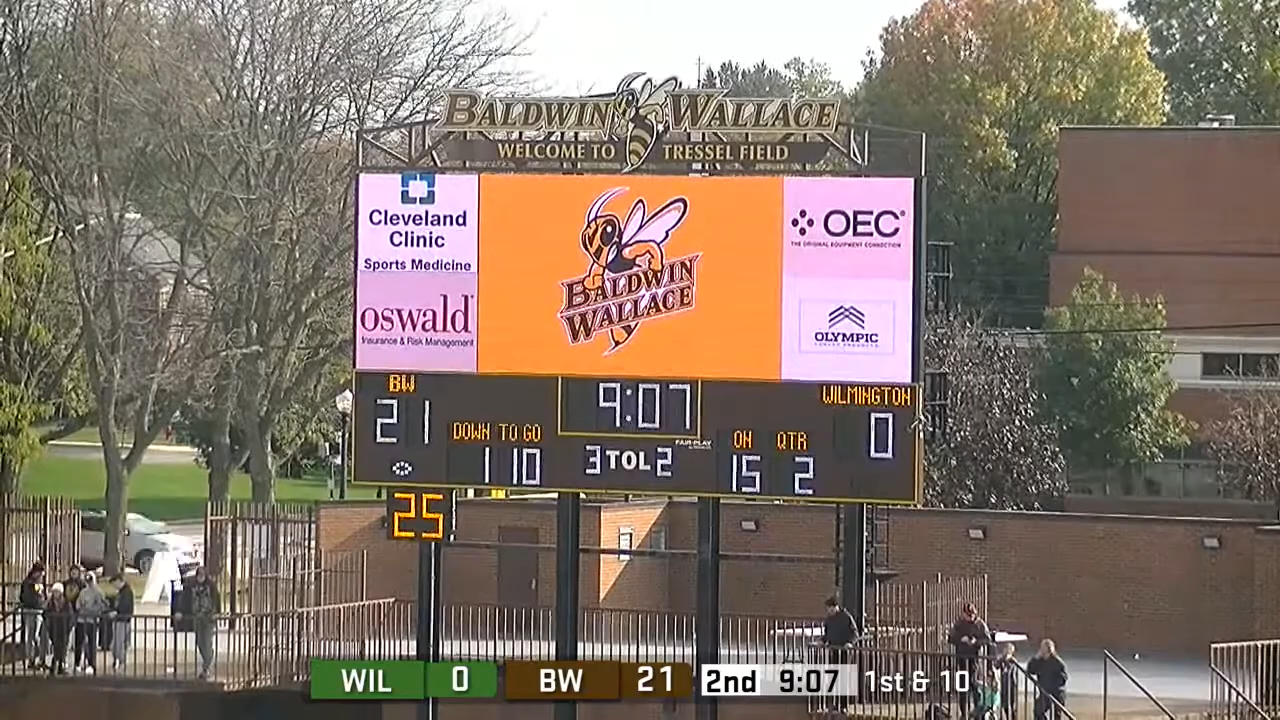 BALDWIN WALLACE
WELCOME TO TRESSEL FIELD
Cleveland
Clinic
Sports Medicine
oswald
Insurance & Risk Management
BALDWIN
WALLACE
OEC
THE ORIGINAL EQUIPMENT CONNECTION
OLYMPIC
BW
21
9:07
WILMINGTON
0
DOWN TO GO
1 10
FAIR-PLAY
3 TOL 2
ON QTR
15 2
25
WIL 0 BW 21 2nd 9:07 1st & 10